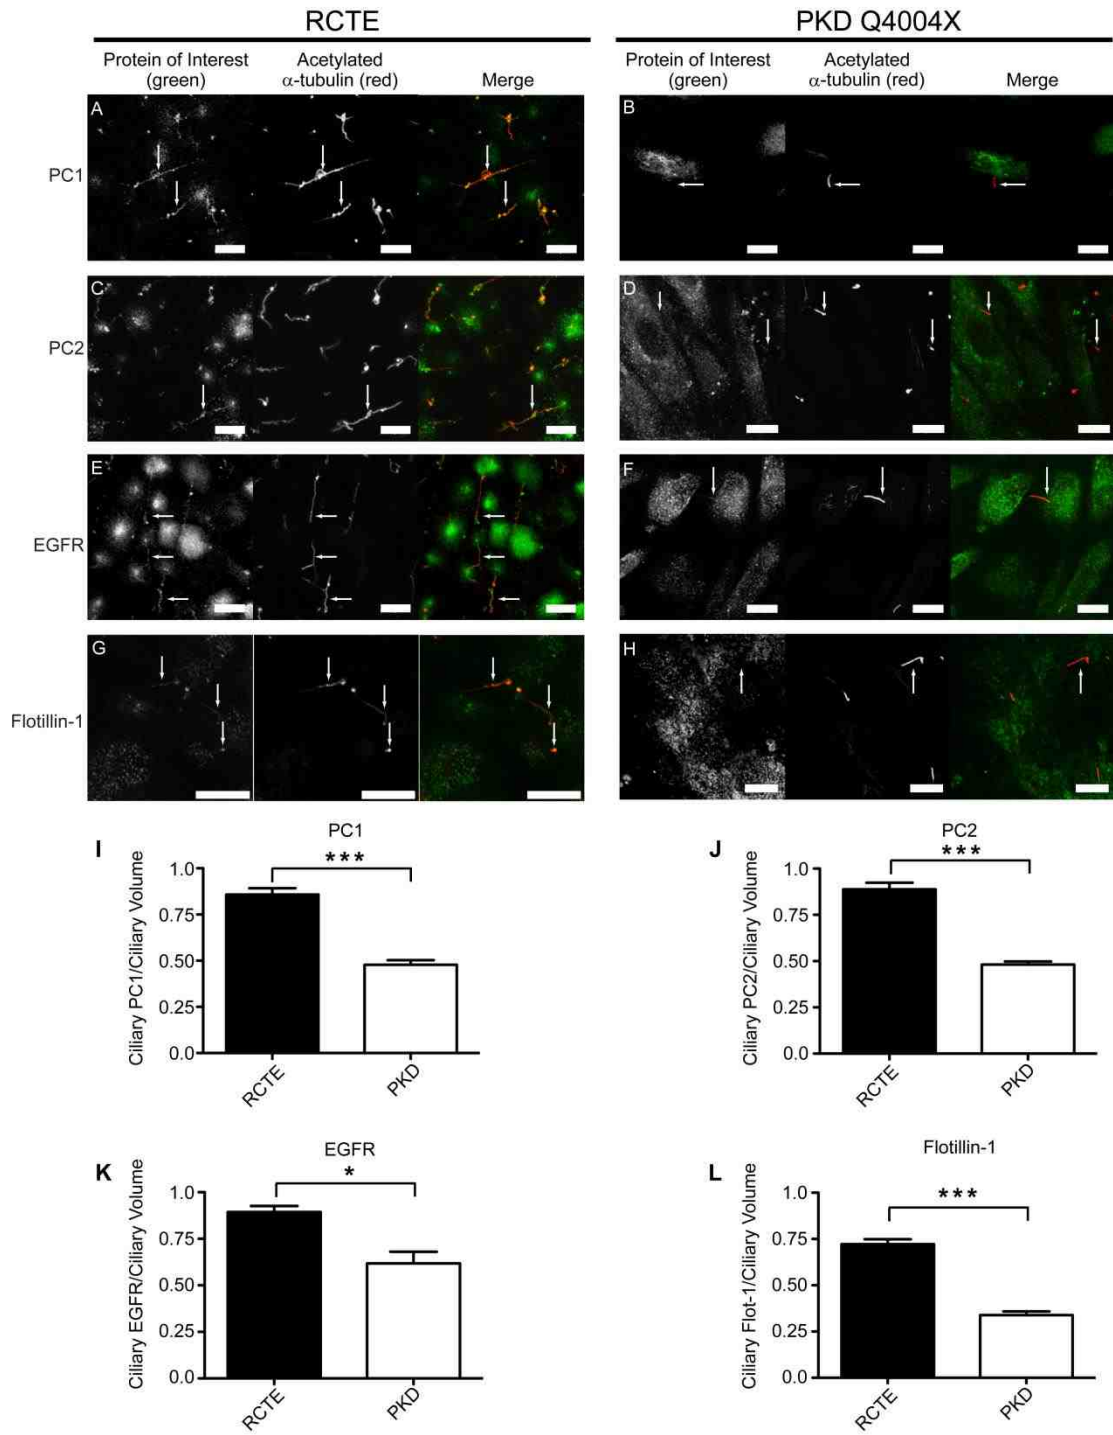 RCTE
PKD Q4004X
Protein of Interest
(green)
Acetylated
α-tubulin (red)
Merge
Protein of Interest
(green)
Acetylated
α-tubulin (red)
Merge
PC1
A
B
PC2
C
D
EGFR
E
F
Flotillin-1
G
H
I
PC1
***
Ciliary PC1/Ciliary Volume
1.0
0.75
0.50
0.25
0.0
RCTE
PKD
J
PC2
***
Ciliary PC2/Ciliary Volume
1.0
0.75
0.50
0.25
0.0
RCTE
PKD
K
EGFR
*
Ciliary EGFR/Ciliary Volume
1.0
0.75
0.50
0.25
0.0
RCTE
PKD
L
Flotillin-1
***
Ciliary Flot-1/Ciliary Volume
1.0
0.75
0.50
0.25
0.0
RCTE
PKD